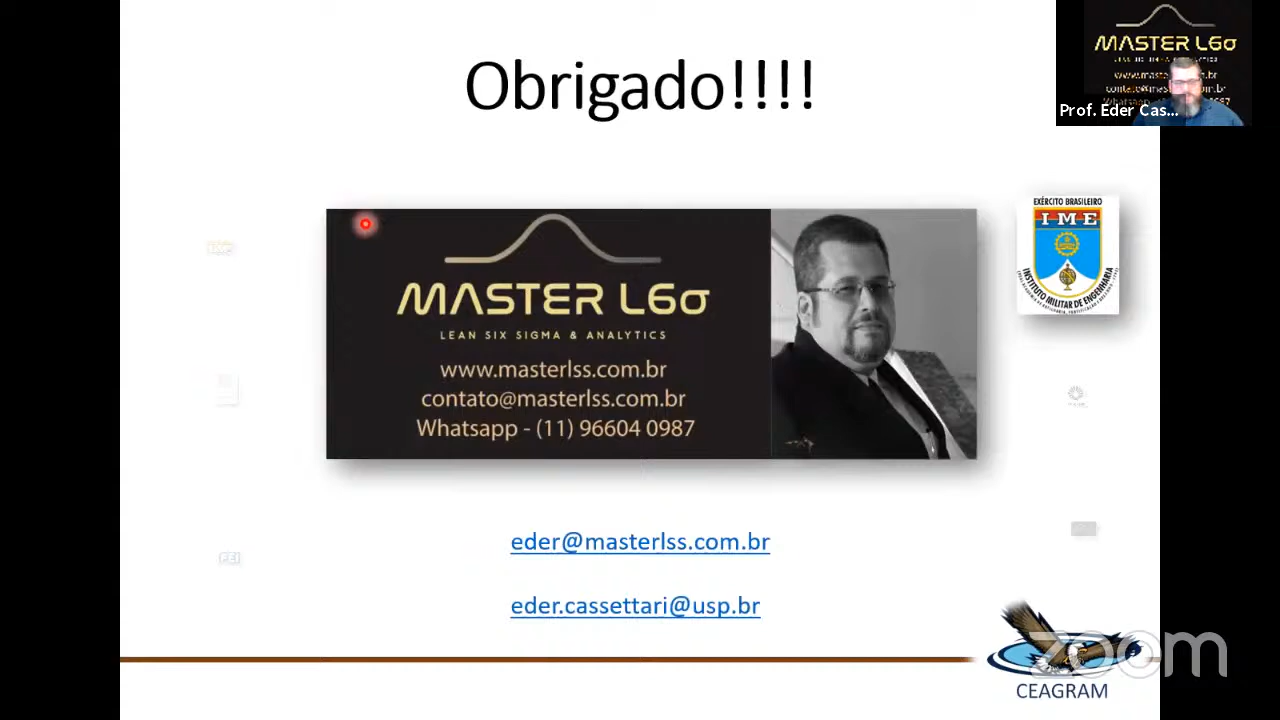 Obrigado!!!!
MASTER L6σ
LEAN SIX SIGMA & ANALYTICS
www.masterlss.com.br
contato@masterlss.com.br
Whatsapp - (11) 96604 0987
eder@masterlss.com.br
eder.cassettari@usp.br
EXÉRCITO BRASILEIRO
IME
INSTITUTO MILITAR DE ENGENHARIA
FEI
CEAGRAM
zoom
MASTER L6σ
Prof. Eder Cas...